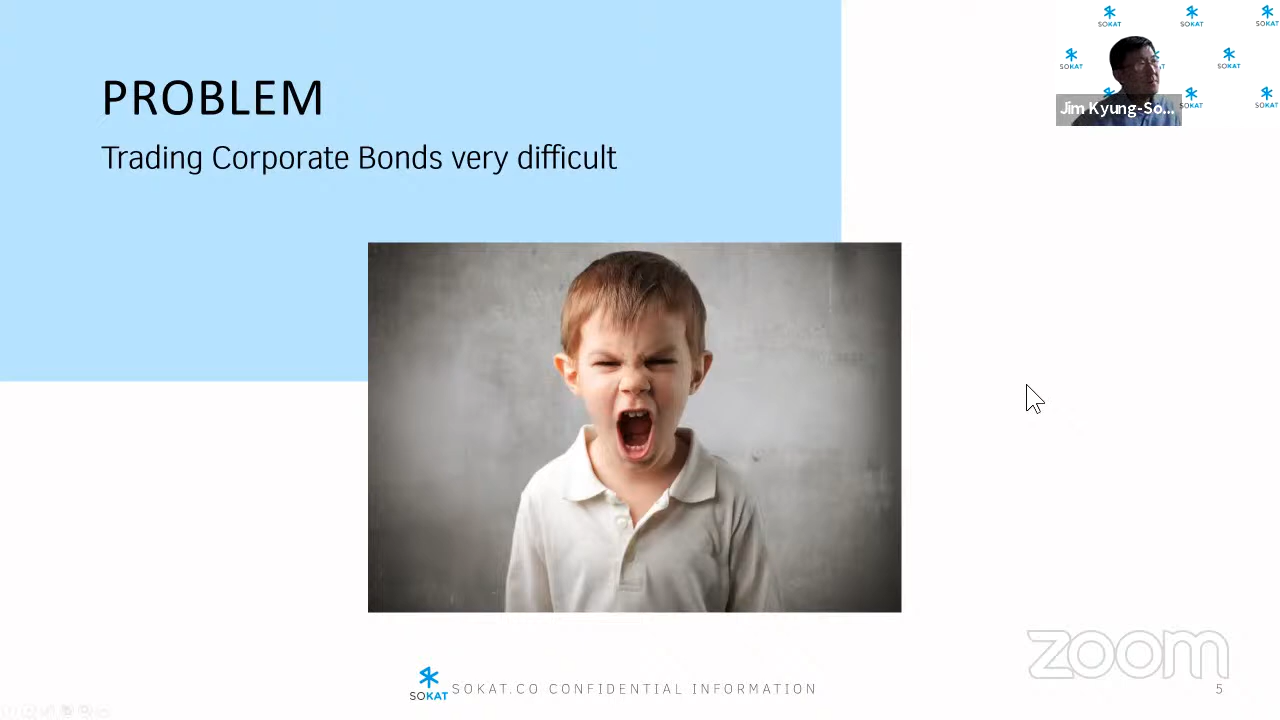 PROBLEM
Trading Corporate Bonds very difficult
SOKAT
SOKAT
SOKAT
SOKAT
SOKAT
SOKAT
SOKAT
Jim Kyung-So...
zoom
SOKAT
SOKAT.CO CONFIDENTIAL INFORMATION
5